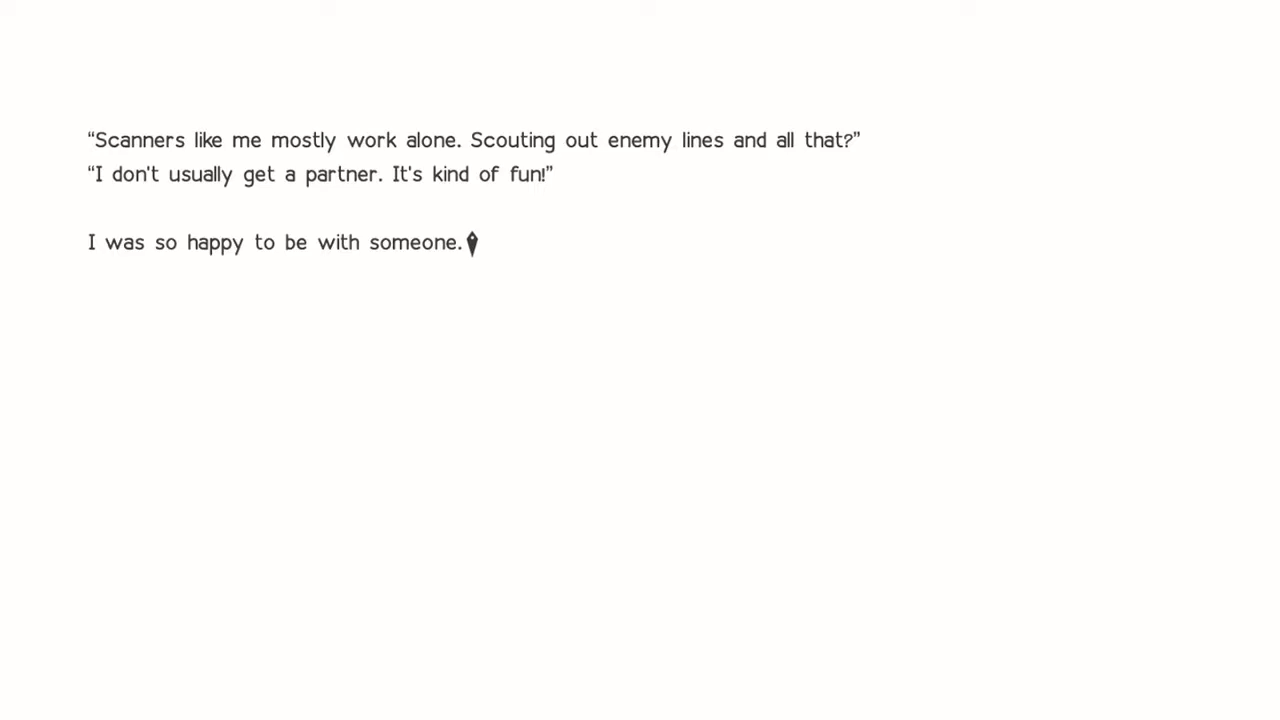 “Scanners like me mostly work alone. Scouting out enemy lines and all that?”
“I don't usually get a partner. It's kind of fun!”
I was so happy to be with someone.